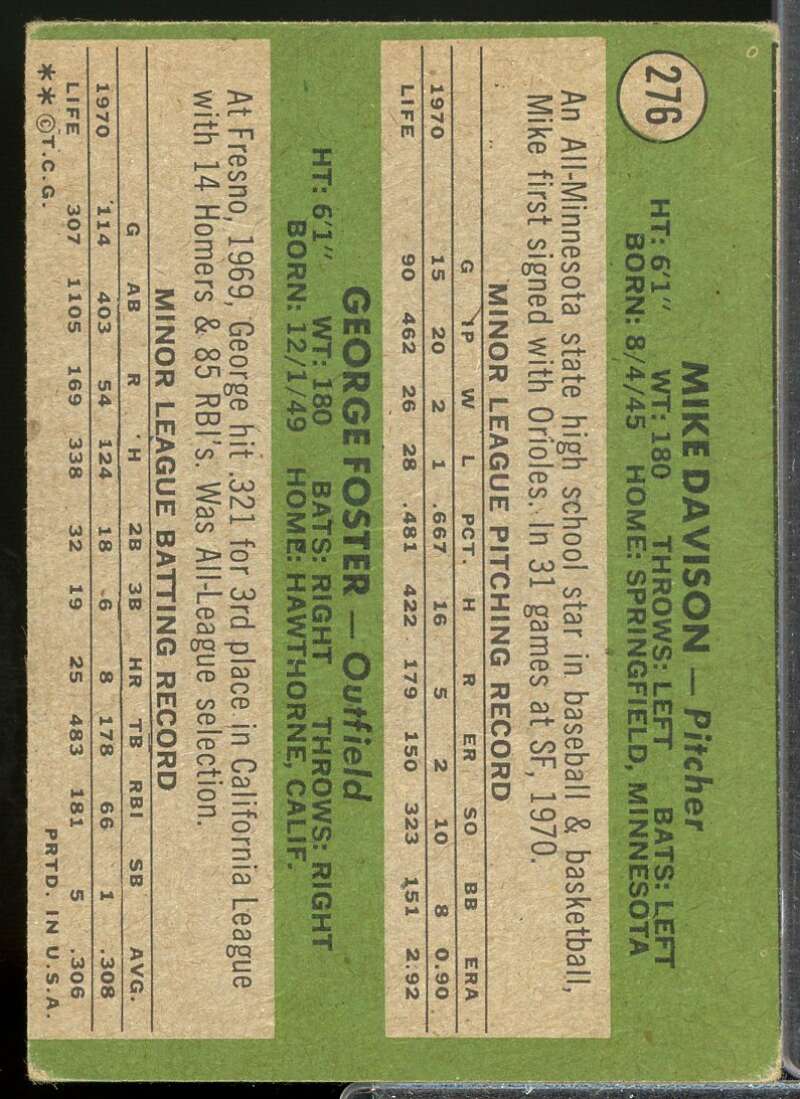 276
MIKE DAVISON — Pitcher
HT: 6'1" WT: 180 THROWS: LEFT BATS: LEFT
BORN: 8/4/45 HOME: SPRINGFIELD, MINNESOTA
An All-Minnesota state high school star in baseball & basketball,
Mike first signed with Orioles. In 31 games at SF, 1970.
MINOR LEAGUE PITCHING RECORD
G IP W L PCT. H R ER SO BB ERA
1970 15 20 2 1 .667 16 5 2 10 8 0.90
LIFE 90 462 26 28 .481 422 179 150 323 151 2.92
GEORGE FOSTER — Outfield
HT: 6'1" WT: 180 BATS: RIGHT THROWS: RIGHT
BORN: 12/1/49 HOME: HAWTHORNE, CALIF.
At Fresno, 1969, George hit .321 for 3rd place in California League
with 14 Homers & 85 RBI's. Was All-League selection.
MINOR LEAGUE BATTING RECORD
G AB R H 2B 3B HR TB RBI SB AVG.
1970 114 403 54 124 18 6 8 178 66 1 .308
LIFE 307 1105 169 338 32 19 25 483 181 5 .306
**©T.C.G. PRTD. IN U.S.A.